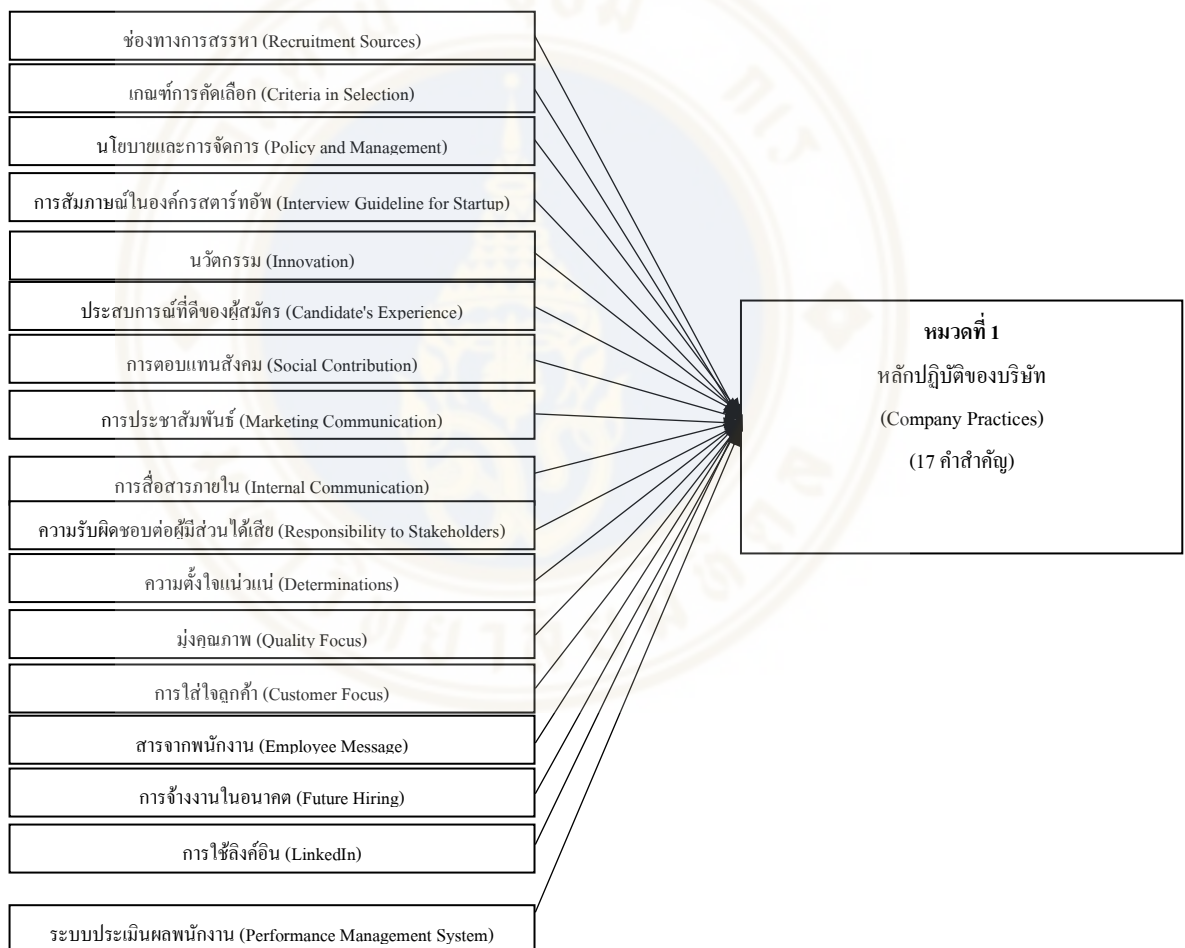 ช่องทางการสรรหา (Recruitment Sources)
เกณฑ์การคัดเลือก (Criteria in Selection)
นโยบายและการจัดการ (Policy and Management)
การสัมภาษณ์ในองค์กรสตาร์ทอัพ (Interview Guideline for Startup)
นวัตกรรม (Innovation)
ประสบการณ์ที่ดีของผู้สมัคร (Candidate's Experience)
การตอบแทนสังคม (Social Contribution)
การประชาสัมพันธ์ (Marketing Communication)
การสื่อสารภายใน (Internal Communication)
ความรับผิดชอบต่อผู้มีส่วนได้เสีย (Responsibility to Stakeholders)
ความตั้งใจแน่วแน่ (Determinations)
มุ่งคุณภาพ (Quality Focus)
การใส่ใจลูกค้า (Customer Focus)
สารจากพนักงาน (Employee Message)
การจ้างงานในอนาคต (Future Hiring)
การใช้ลิงค์อิน (LinkedIn)
ระบบประเมินผลพนักงาน (Performance Management System)
หมวดที่ 1
หลักปฏิบัติของบริษัท
(Company Practices)
(17 คำสำคัญ)